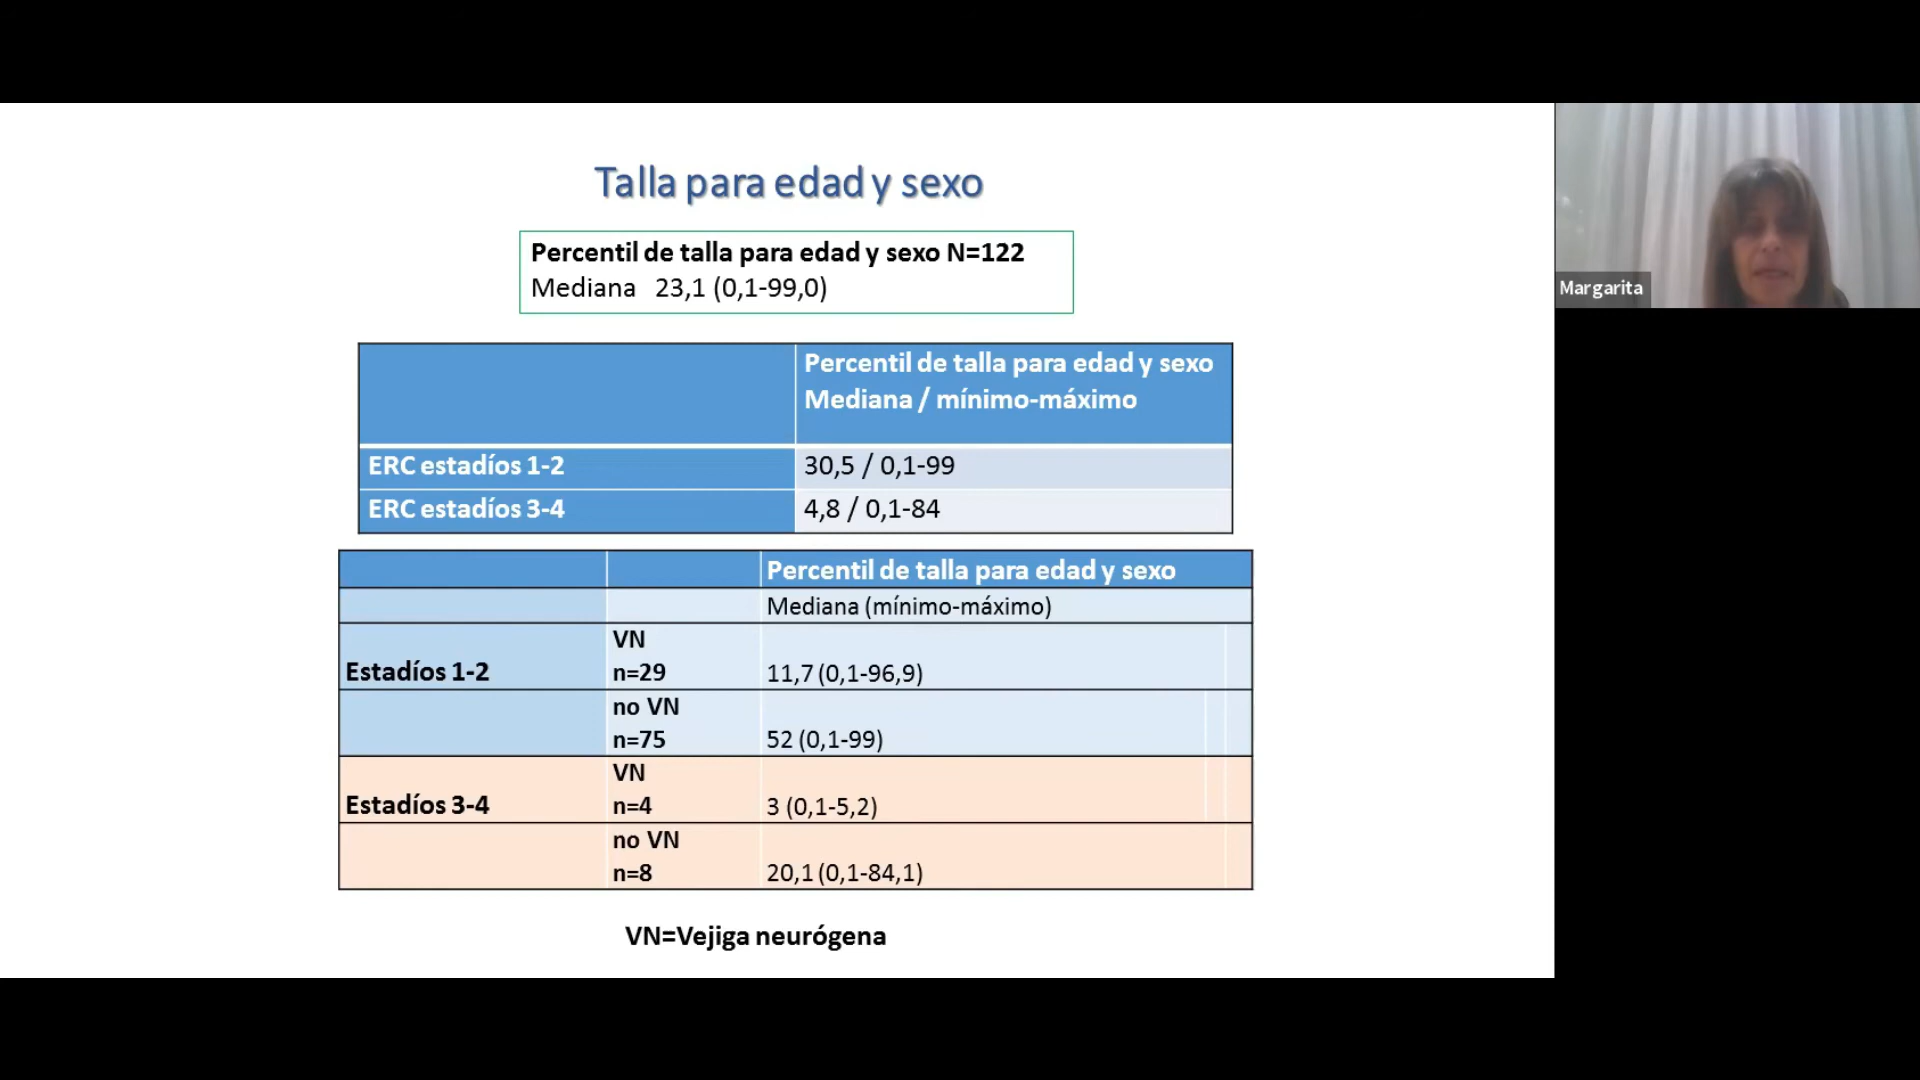 Talla para edad y sexo
Percentil de talla para edad y sexo N=122
Mediana 23,1 (0,1-99,0)
Percentil de talla para edad y sexo
Mediana / mínimo-máximo
ERC estadíos 1-2 30,5 / 0,1-99
ERC estadíos 3-4 4,8 / 0,1-84
Percentil de talla para edad y sexo
Mediana (mínimo-máximo)
VN
Estadíos 1-2 n=29 11,7 (0,1-96,9)
no VN
n=75 52 (0,1-99)
VN
Estadíos 3-4 n=4 3 (0,1-5,2)
no VN
n=8 20,1 (0,1-84,1)
VN=Vejiga neurógena
Margarita